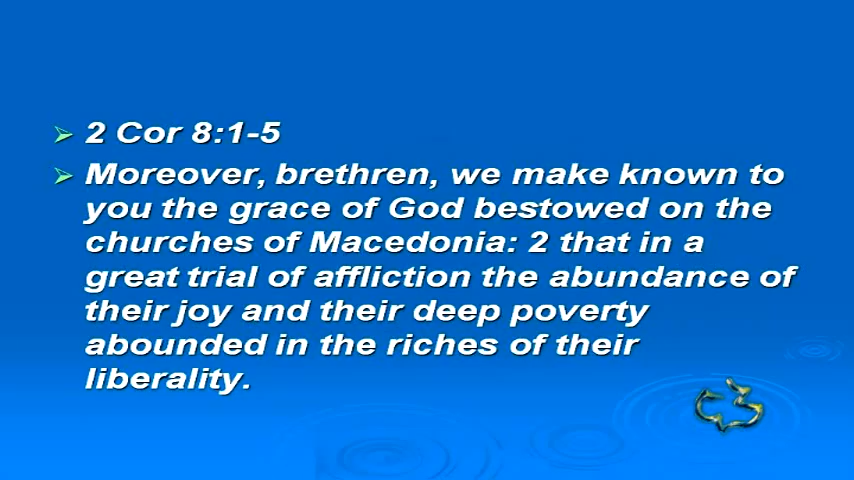 2 Cor 8:1-5
Moreover, brethren, we make known to
you the grace of God bestowed on the
churches of Macedonia: 2 that in a
great trial of affliction the abundance of
their joy and their deep poverty
abounded in the riches of their
liberality.